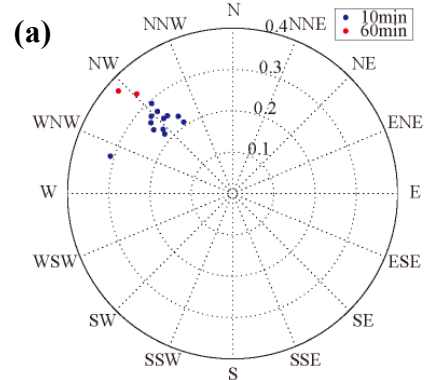 (a)
N
NNW
NNE
10min
60min
0.4
NW
NE
0.3
WNW
0.2
ENE
0.1
W
E
WSW
ESE
SW
SE
SSW
SSE
S